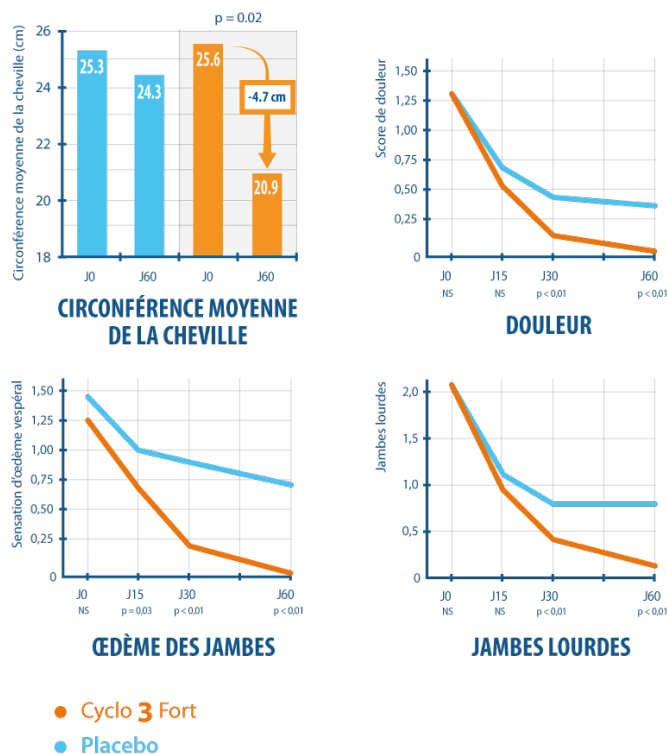 p = 0.02
Circonférence moyenne de la cheville (cm)
26
24
22
20
18
25.3
24.3
25.6
-4.7 cm
20.9
J0
J60
J0
J60
CIRCONFÉRENCE MOYENNE
DE LA CHEVILLE
Score de douleur
1,50
1,25
1,00
0,75
0,50
0,25
0
J0
J15
J30
J60
NS
NS
p < 0,01
p < 0,01
DOULEUR
Sensation d'œdème vespéral
1,50
1,25
1,00
0,75
0,50
0,25
0
J0
J15
J30
J60
NS
p = 0,03
p < 0,01
p < 0,01
ŒDÈME DES JAMBES
Jambes lourdes
2,0
1,5
1,0
0,5
0
J0
J15
J30
J60
NS
NS
p < 0,01
p < 0,01
JAMBES LOURDES
Cyclo 3 Fort
Placebo